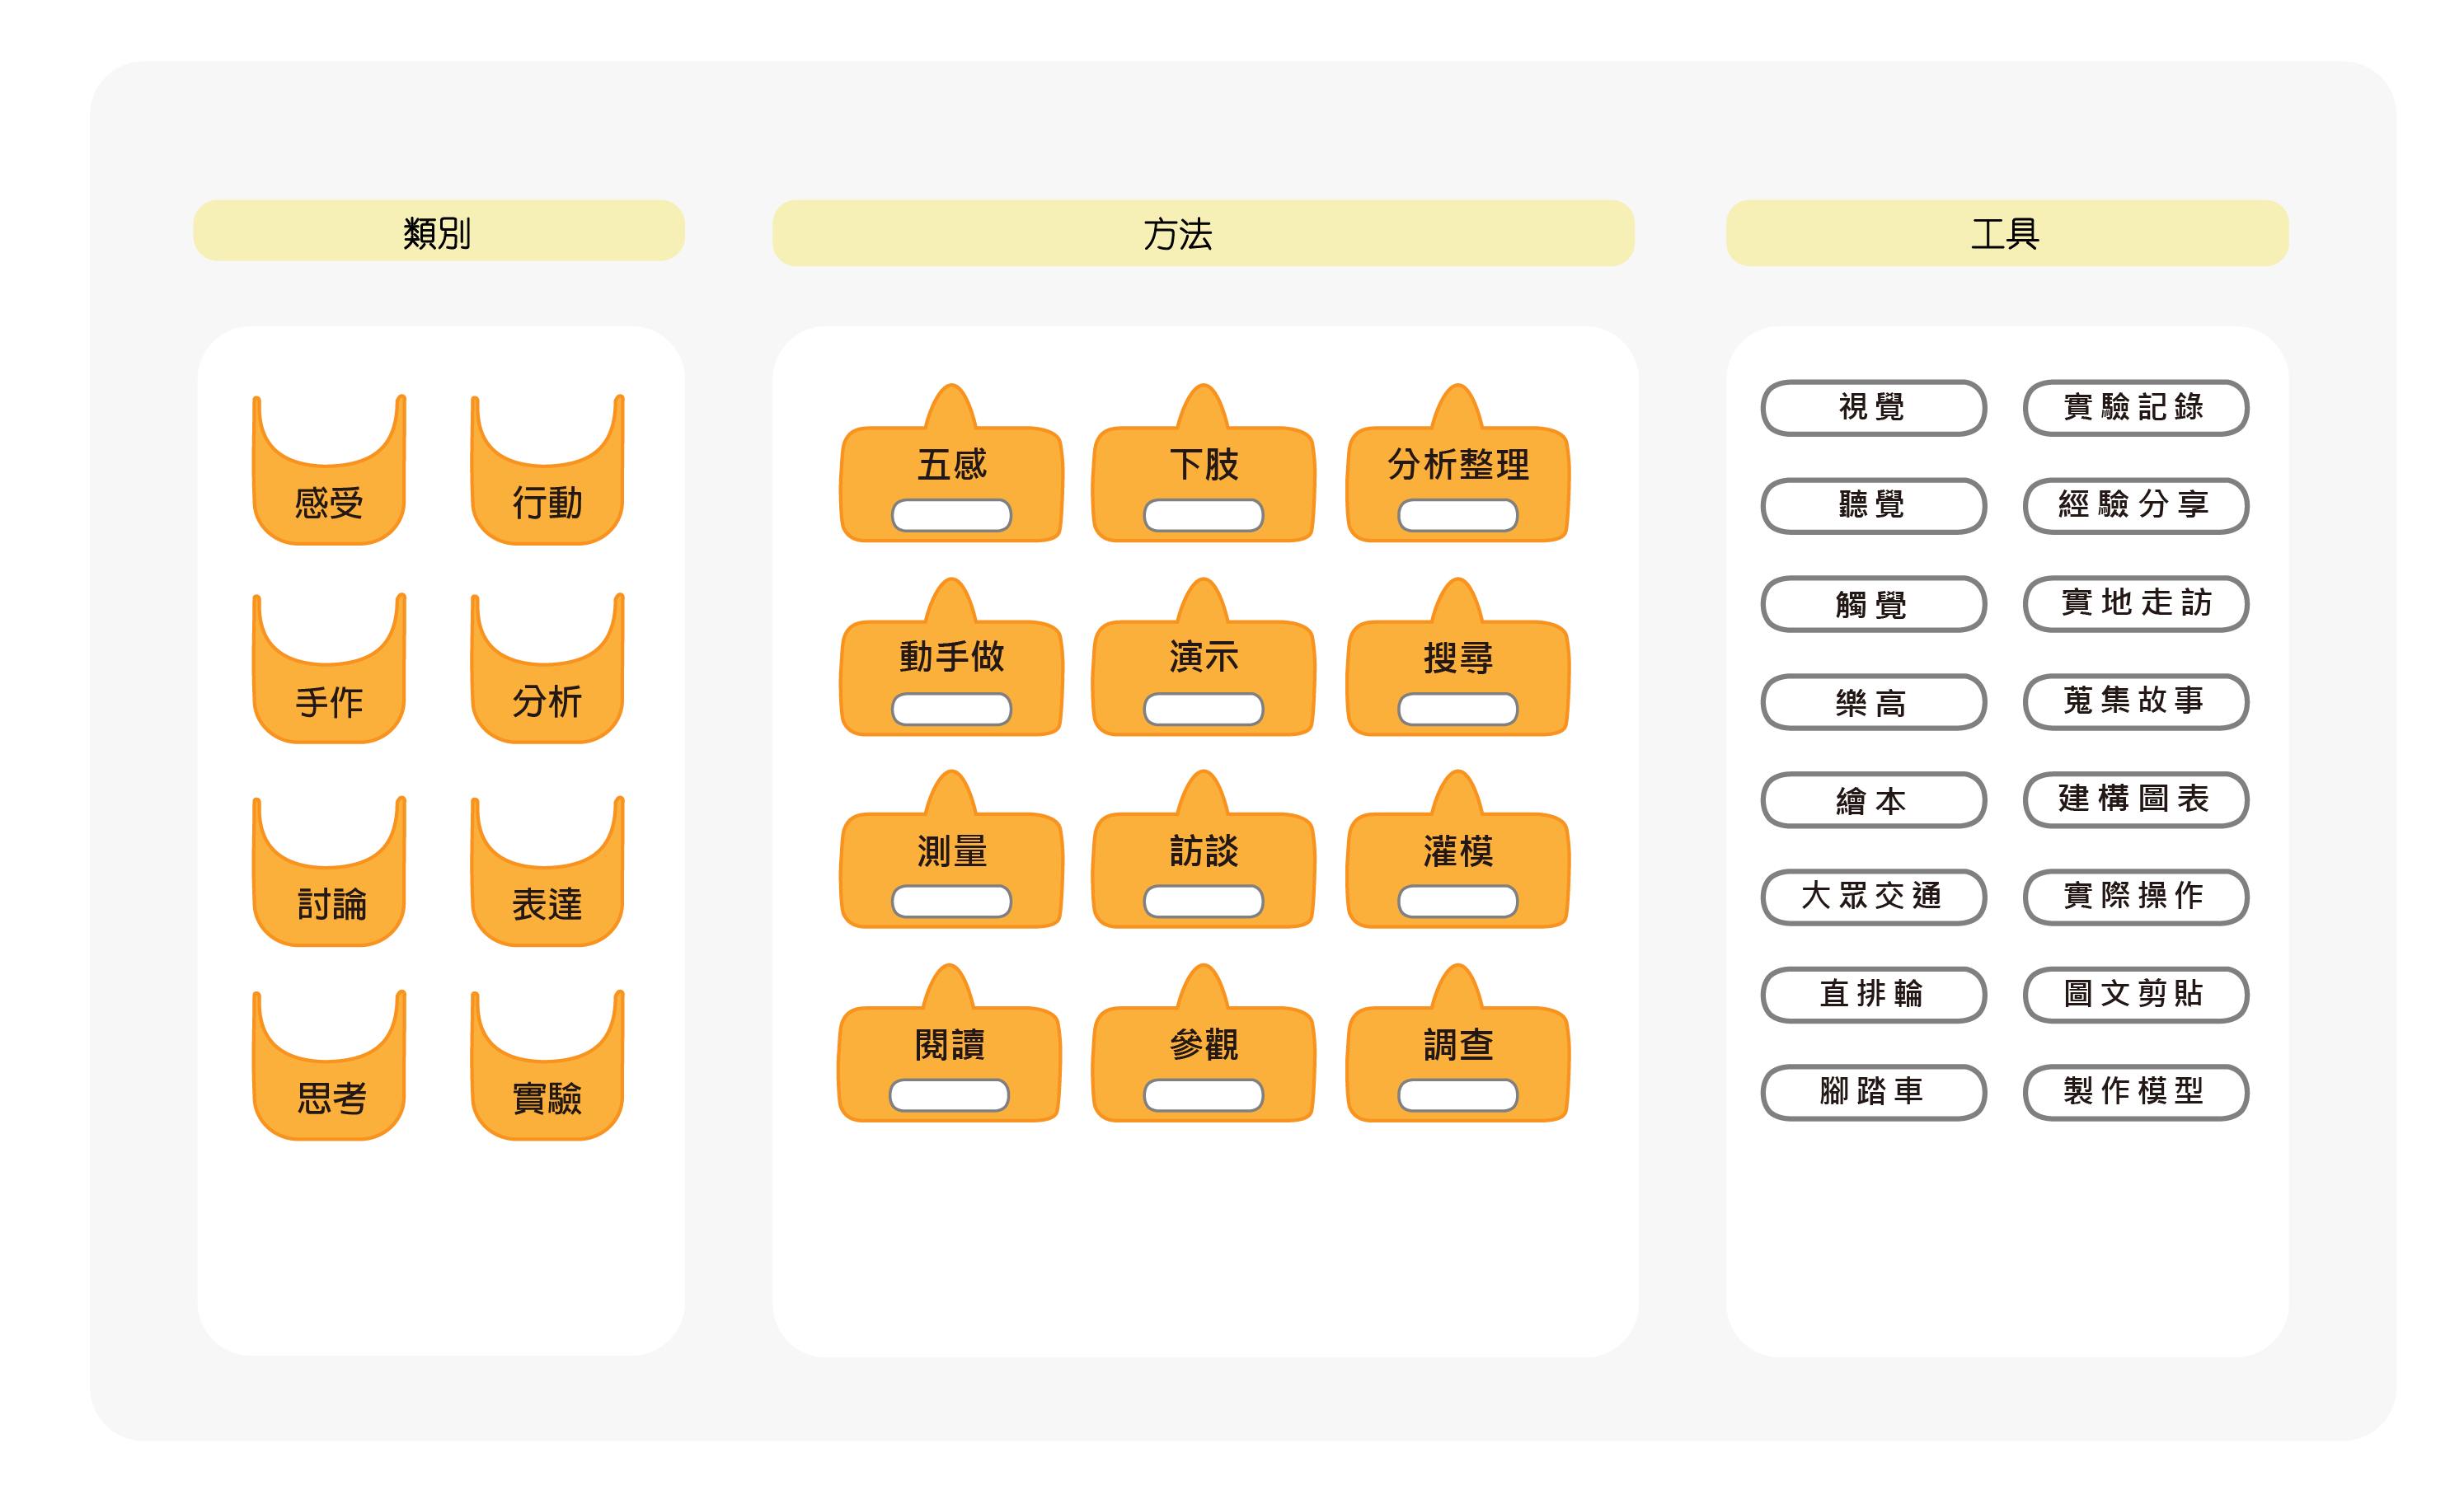 類別
感受
行動
手作
分析
討論
表達
思考
實驗
方法
五感
下肢
分析整理
動手做
演示
搜尋
測量
訪談
灌模
閱讀
參觀
調查
工具
視覺
實驗記錄
聽覺
經驗分享
觸覺
實地走訪
樂高
蒐集故事
繪本
建構圖表
大眾交通
實際操作
直排輪
圖文剪貼
腳踏車
製作模型